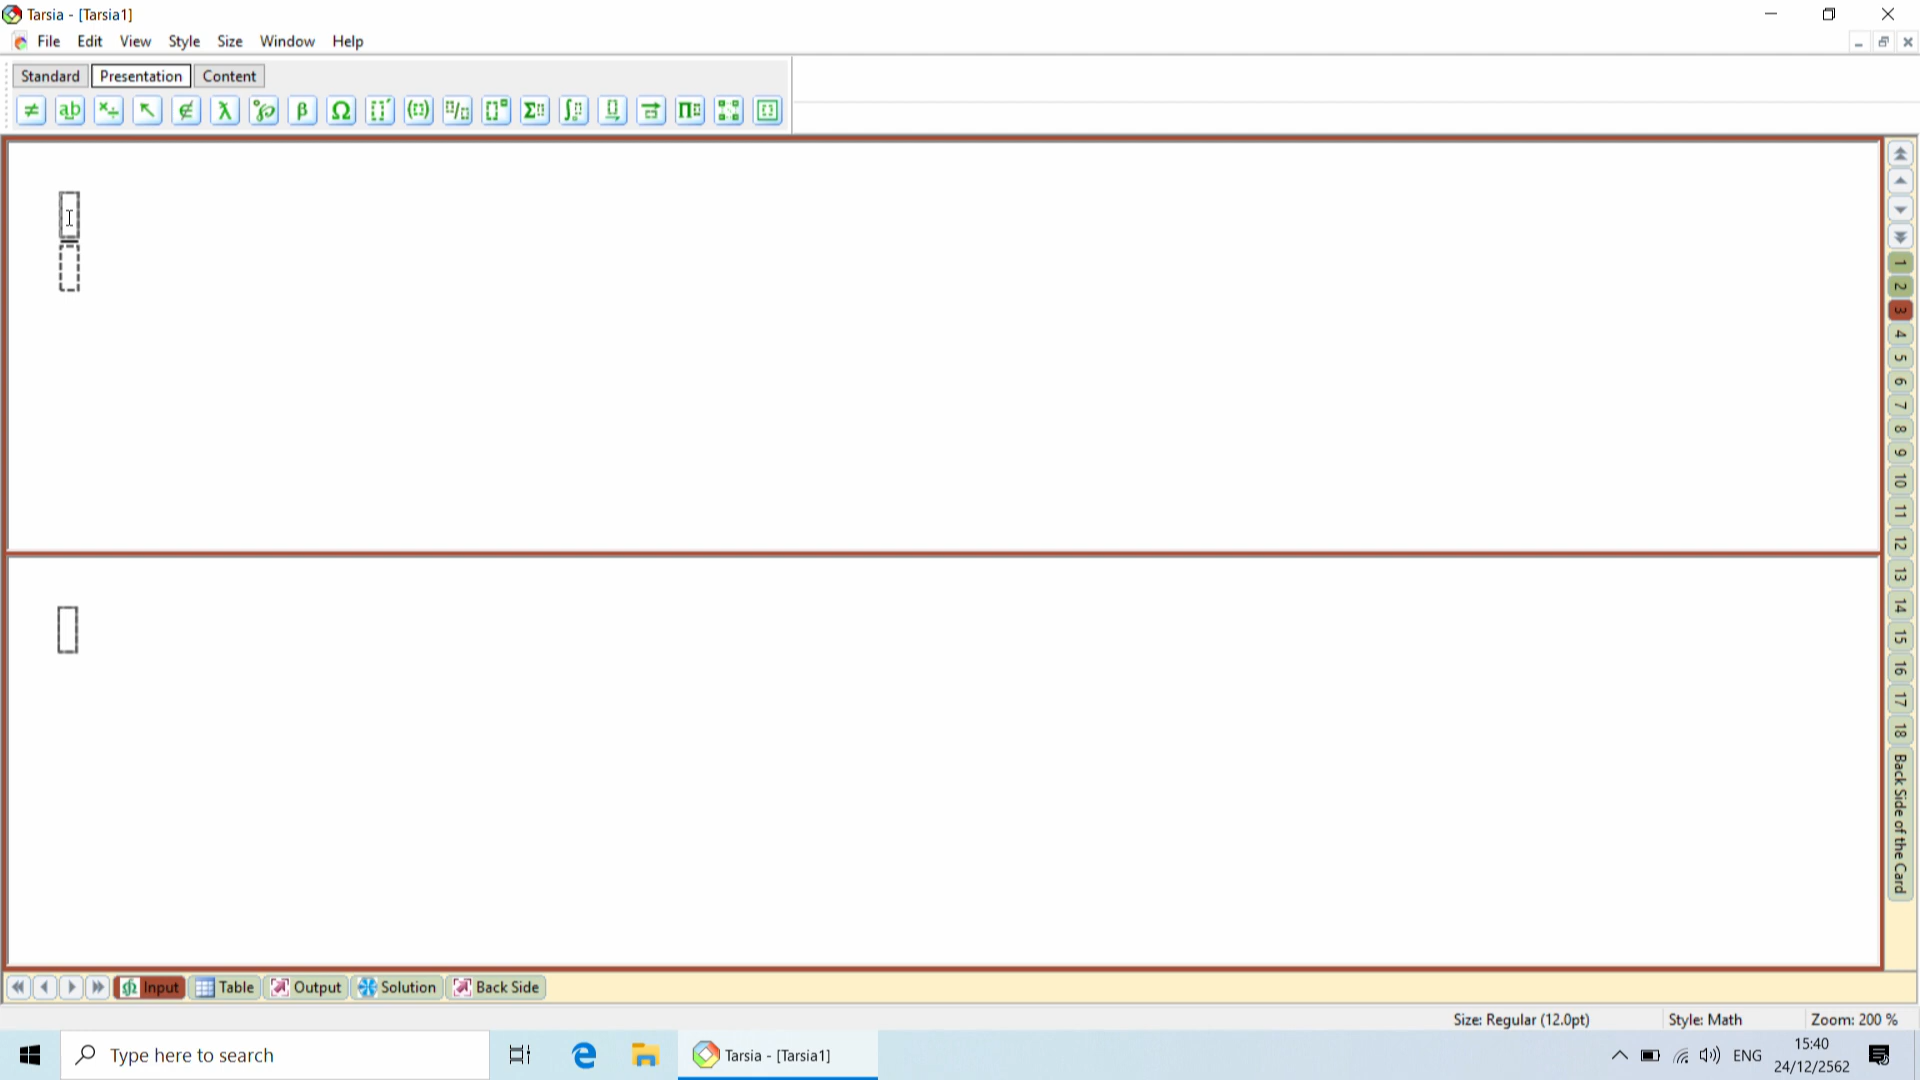 Tarsia - [Tarsia1]
File Edit View Style Size Window Help
Standard Presentation Content
≠ ab ×÷ ↖ ∉ λ ℘ β Ω Σ ∫ Π
1
2
3
4
5
6
7
8
9
10
11
12
13
14
15
16
17
18
Back Side of the Card
Input Table Output Solution Back Side
Size: Regular (12.0pt) Style: Math Zoom: 200 %
Type here to search
Tarsia - [Tarsia1]
ENG
15:40
24/12/2562